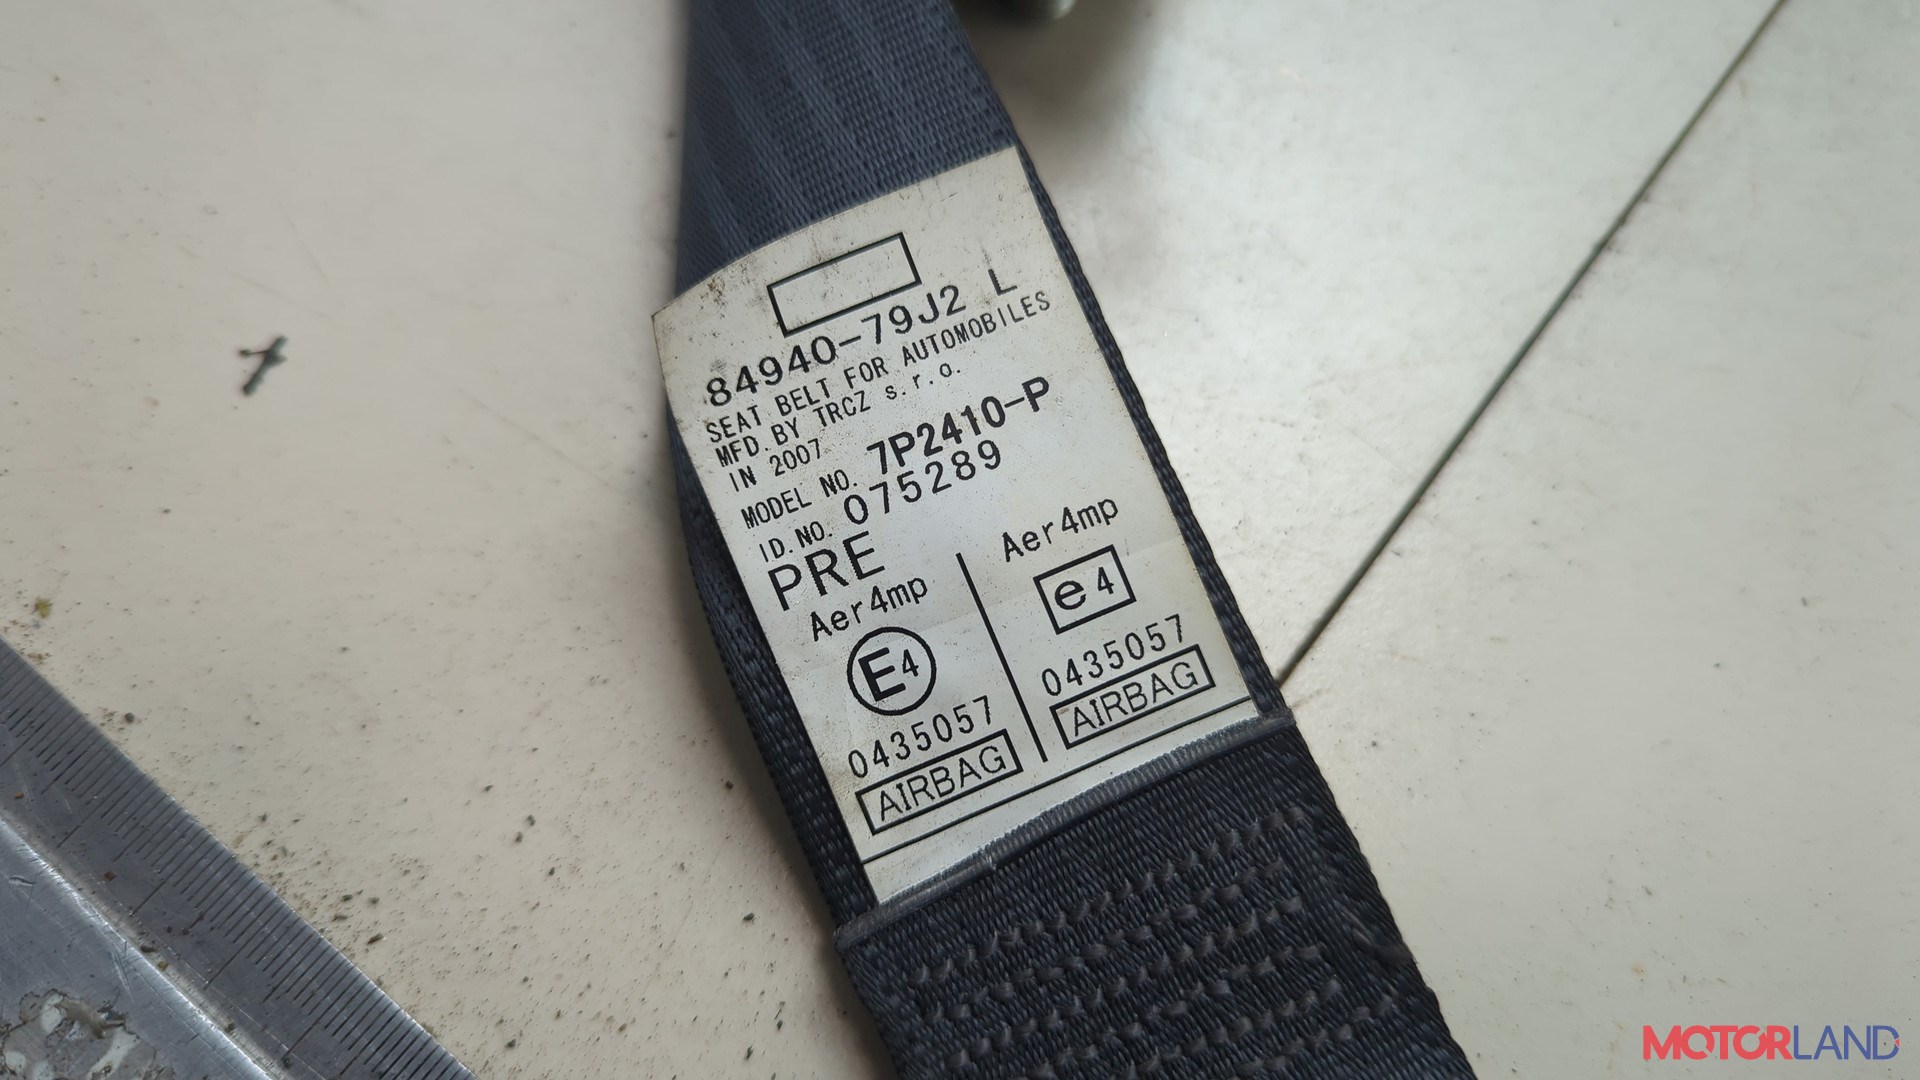 84940-79J2 L
SEAT BELT FOR AUTOMOBILES
MFD. BY TRCZ s.r.o.
IN 2007
MODEL NO. 7P2410-P
ID. NO. 075289
PRE
Aer4mp
E4
0435057
AIRBAG
Aer4mp
e4
0435057
AIRBAG
MOTORLAND